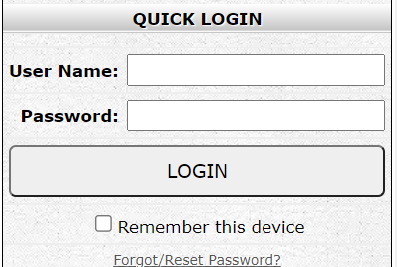 QUICK LOGIN
User Name:
Password:
LOGIN
Remember this device
Forgot/Reset Password?